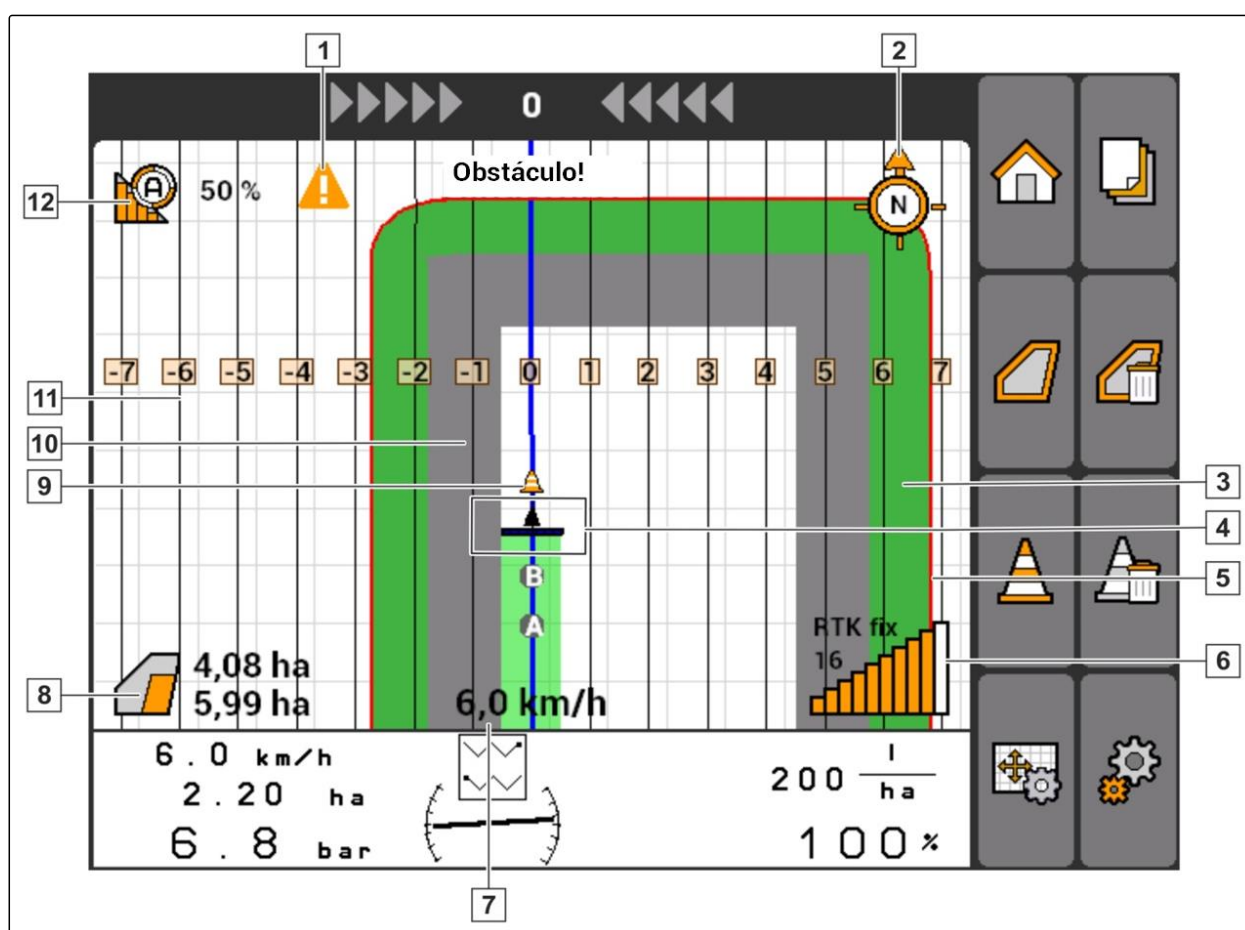 1
2
0
Obstáculo!
A
50 %
N
12
-7 -6 -5 -4 -3 -2 -1 0 1 2 3 4 5 6 7
11
10
9
3
4
B
5
A
RTK fix
16
6
8
4,08 ha
5,99 ha
6,0 km/h
6.0 km/h
2.20 ha
6.8 bar
200 l/ha
100 %
7